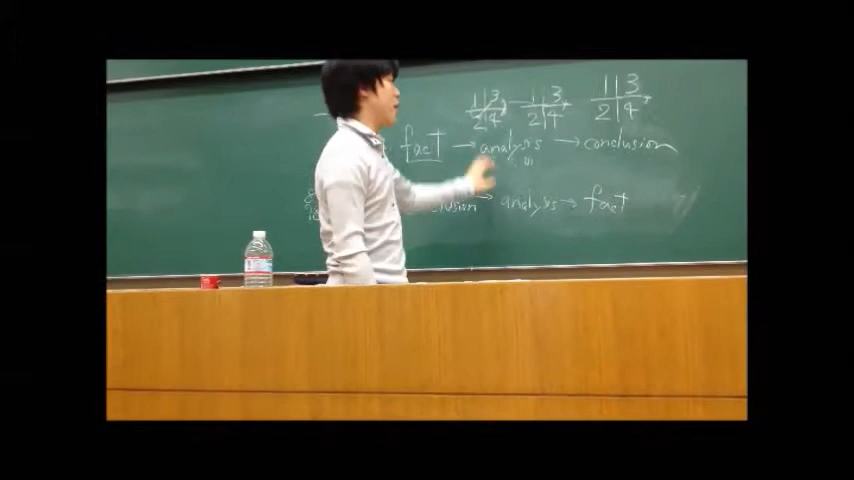 1 3 1 3 1 3
2 4 2 4 2 4
fact → analysis → conclusion
→ analysis → fact